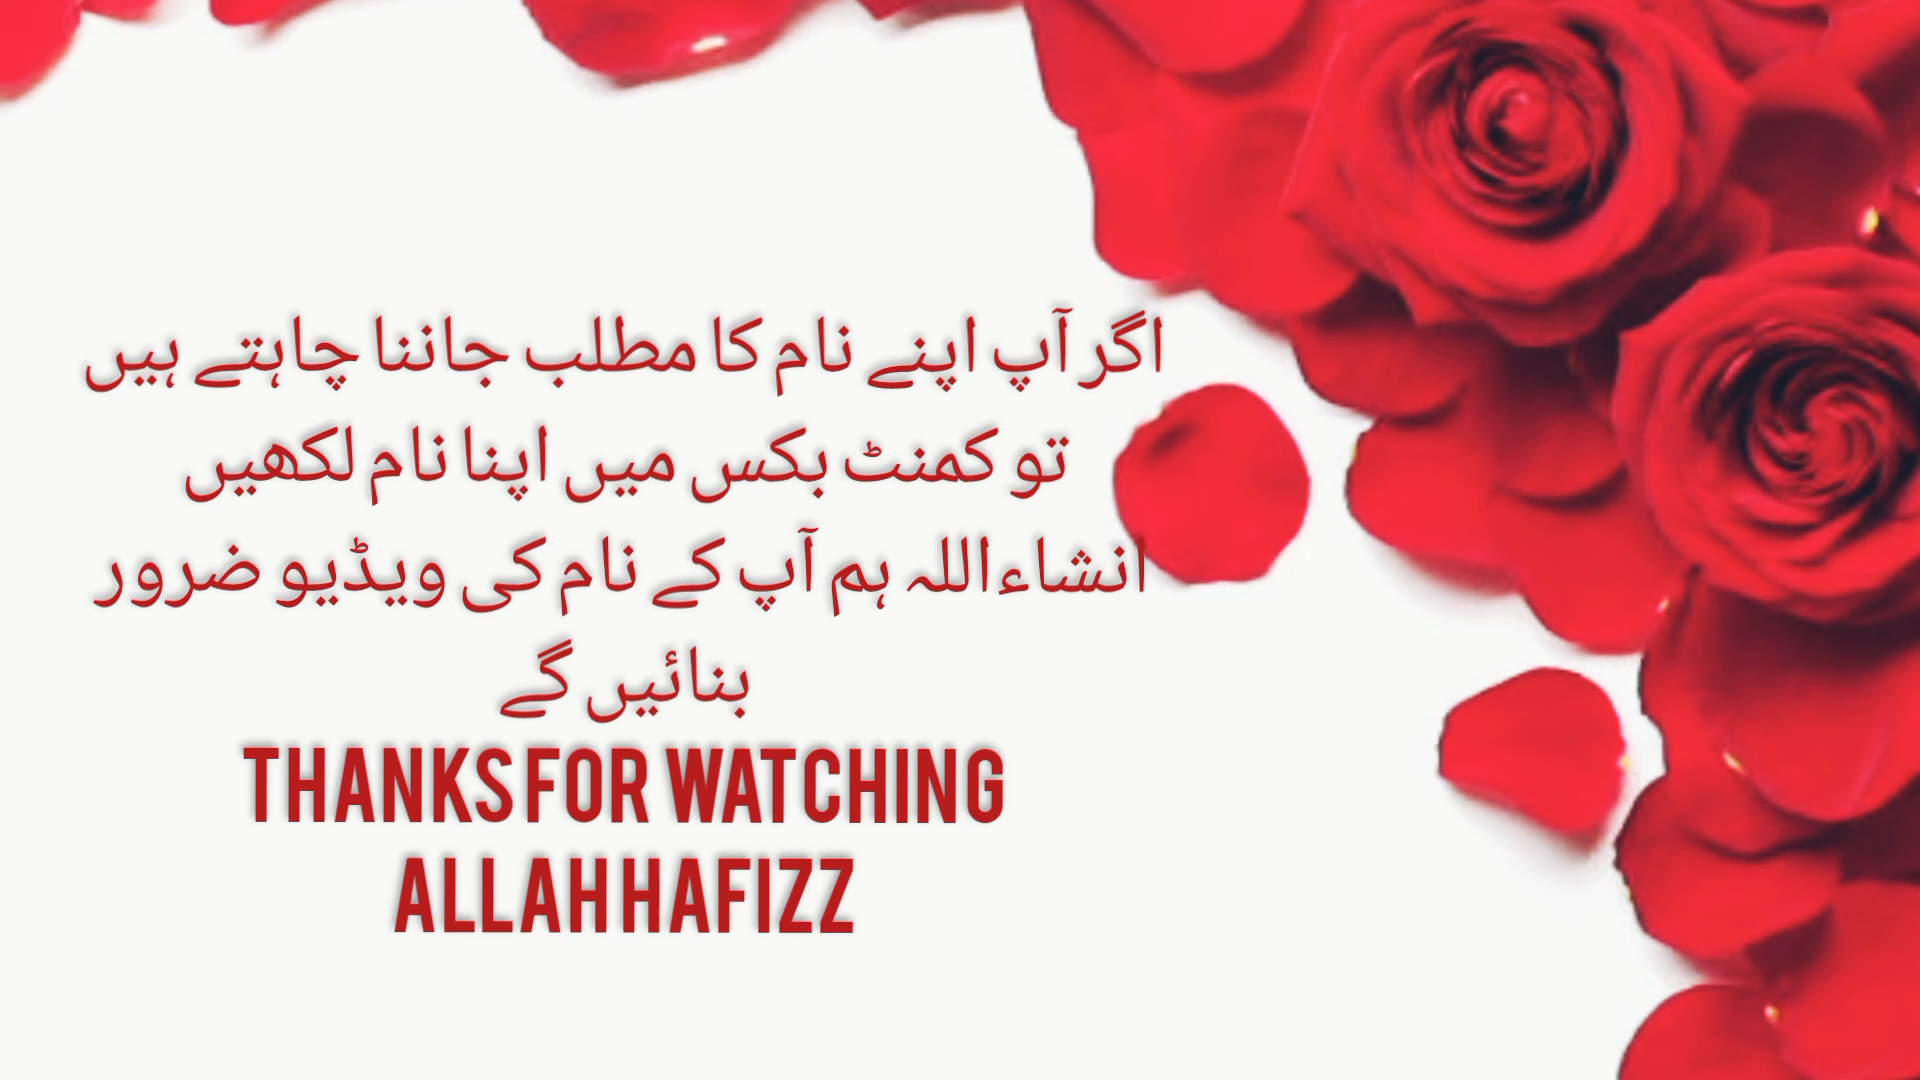 اگر آپ اپنے نام کا مطلب جاننا چاہتے ہیں
تو کمنٹ بکس میں اپنا نام لکھیں
انشاءاللہ ہم آپ کے نام کی ویڈیو ضرور
بنائیں گے
THANKS FOR WATCHING
ALLAH HAFIZZ